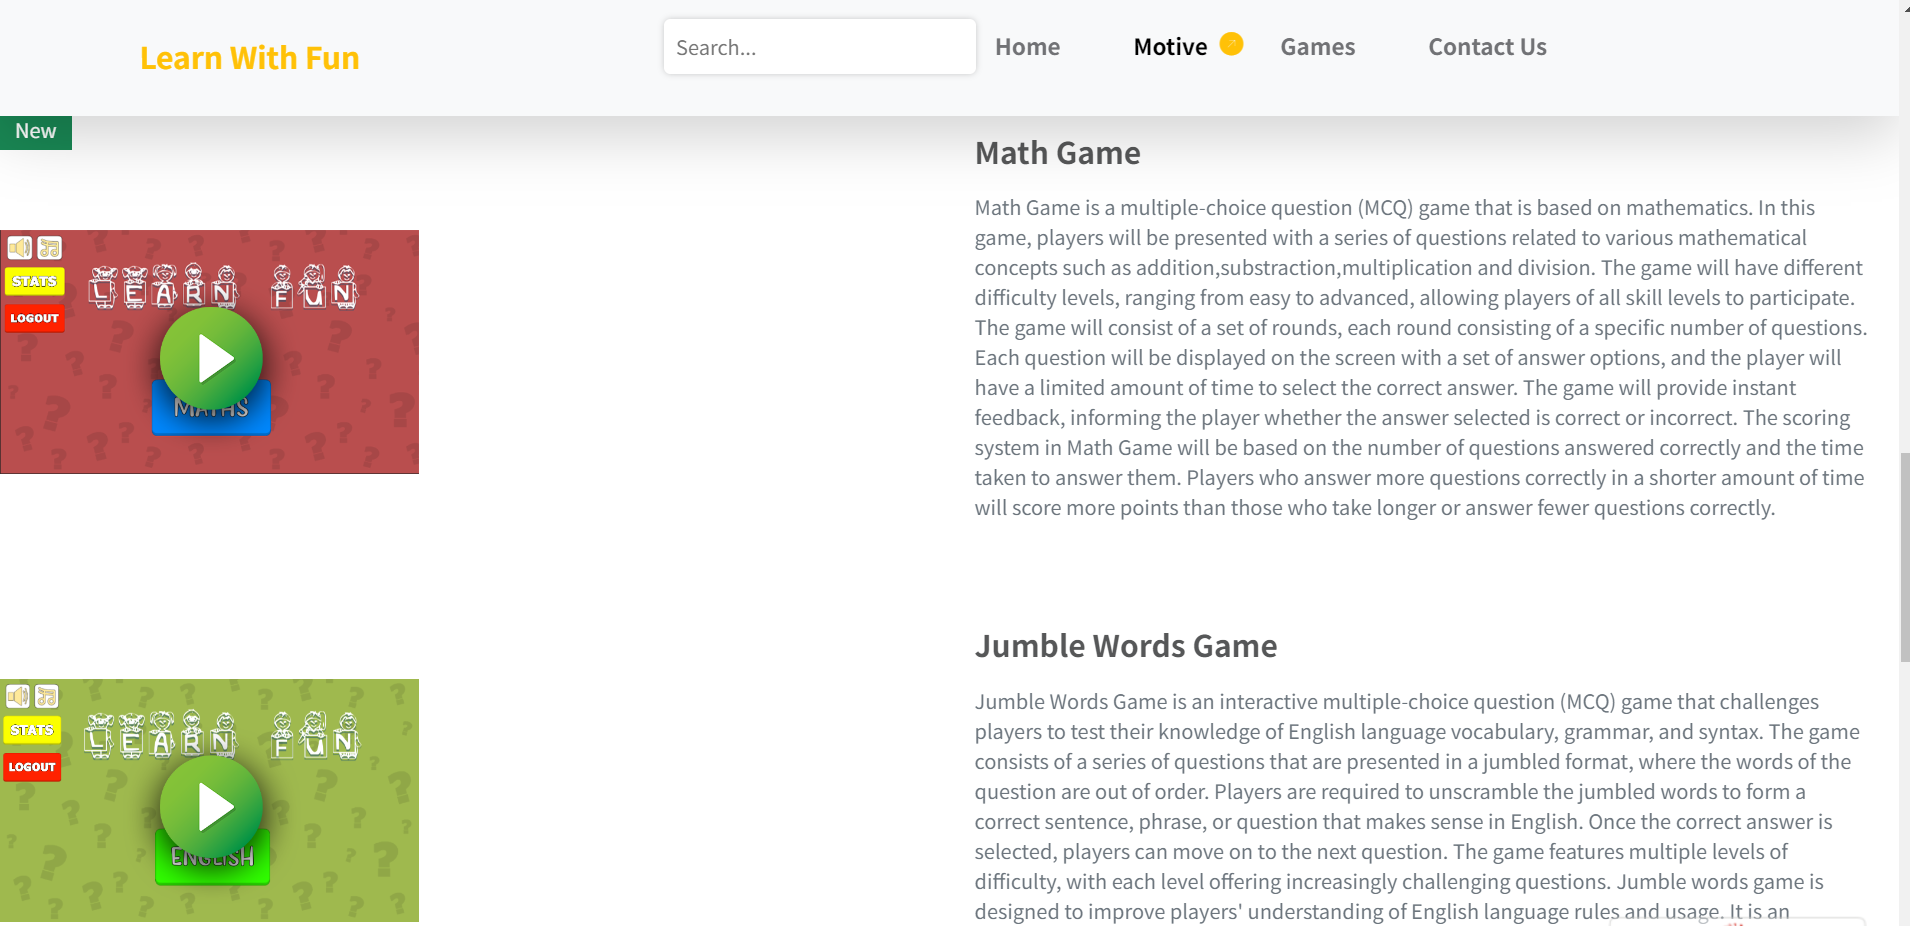 Learn With Fun
Search...
Home
Motive
Games
Contact Us
New
Math Game
Math Game is a multiple-choice question (MCQ) game that is based on mathematics. In this
game, players will be presented with a series of questions related to various mathematical
concepts such as addition,substraction,multiplication and division. The game will have different
difficulty levels, ranging from easy to advanced, allowing players of all skill levels to participate.
The game will consist of a set of rounds, each round consisting of a specific number of questions.
Each question will be displayed on the screen with a set of answer options, and the player will
have a limited amount of time to select the correct answer. The game will provide instant
feedback, informing the player whether the answer selected is correct or incorrect. The scoring
system in Math Game will be based on the number of questions answered correctly and the time
taken to answer them. Players who answer more questions correctly in a shorter amount of time
will score more points than those who take longer or answer fewer questions correctly.
STATS
LOGOUT
LEARN FUN
MATHS
Jumble Words Game
Jumble Words Game is an interactive multiple-choice question (MCQ) game that challenges
players to test their knowledge of English language vocabulary, grammar, and syntax. The game
consists of a series of questions that are presented in a jumbled format, where the words of the
question are out of order. Players are required to unscramble the jumbled words to form a
correct sentence, phrase, or question that makes sense in English. Once the correct answer is
selected, players can move on to the next question. The game features multiple levels of
difficulty, with each level offering increasingly challenging questions. Jumble words game is
designed to improve players' understanding of English language rules and usage. It is an
STATS
LOGOUT
LEARN FUN
ENGLISH